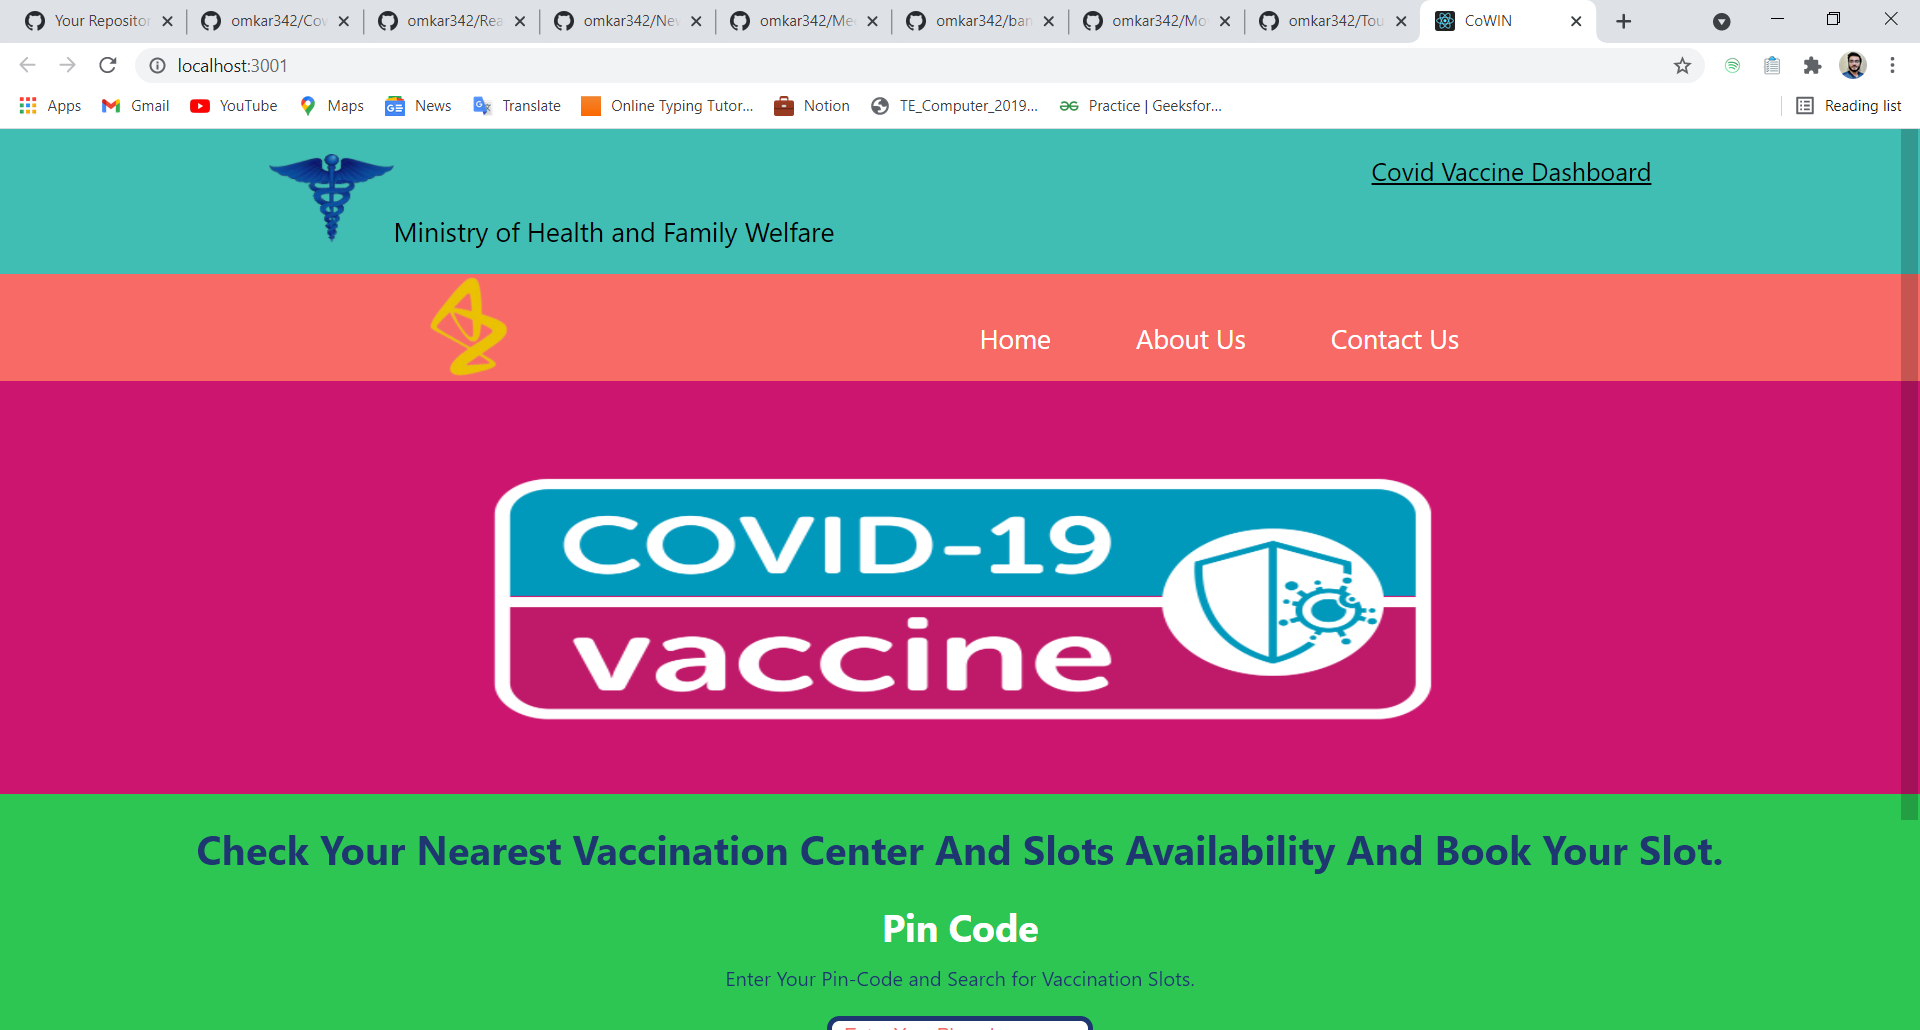 Your Repositor
omkar342/Cov
omkar342/Rea
omkar342/Nev
omkar342/Me
omkar342/ban
omkar342/Mo
omkar342/Tou
CoWIN
localhost:3001
Apps
Gmail
YouTube
Maps
News
Translate
Online Typing Tutor...
Notion
TE_Computer_2019...
Practice | Geeksfor...
Reading list
Covid Vaccine Dashboard
Ministry of Health and Family Welfare
Home
About Us
Contact Us
COVID-19
vaccine
Check Your Nearest Vaccination Center And Slots Availability And Book Your Slot.
Pin Code
Enter Your Pin-Code and Search for Vaccination Slots.